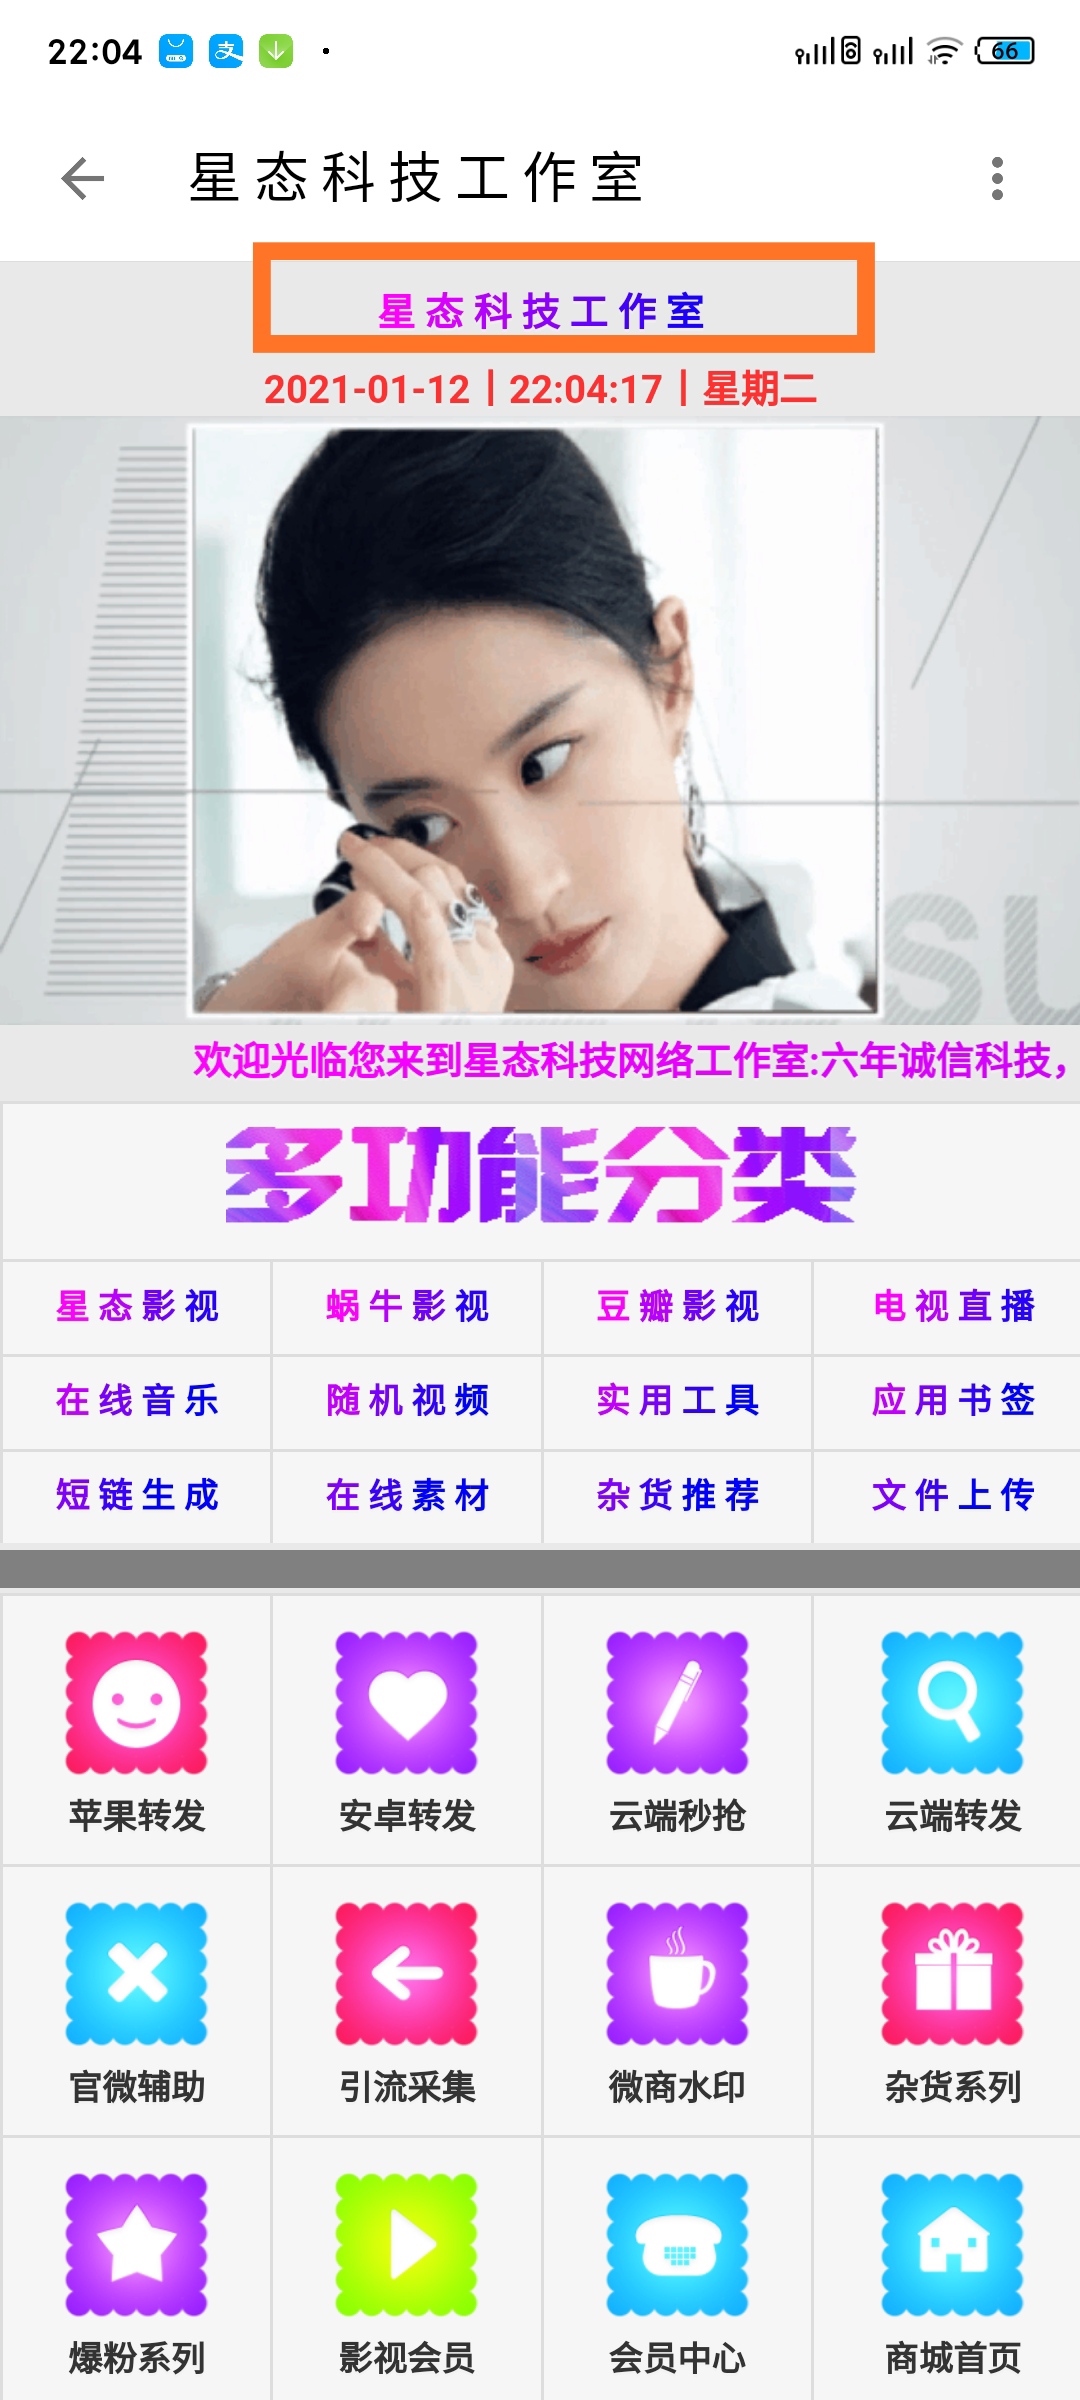 22:04
66
星态科技工作室
星态科技工作室
2021-01-12 | 22:04:17 | 星期二
SU
欢迎光临您来到星态科技网络工作室:六年诚信科技,
多功能分类
星态影视 蜗牛影视 豆瓣影视 电视直播
在线音乐 随机视频 实用工具 应用书签
短链生成 在线素材 杂货推荐 文件上传
苹果转发 安卓转发 云端秒抢 云端转发
官微辅助 引流采集 微商水印 杂货系列
爆粉系列 影视会员 会员中心 商城首页